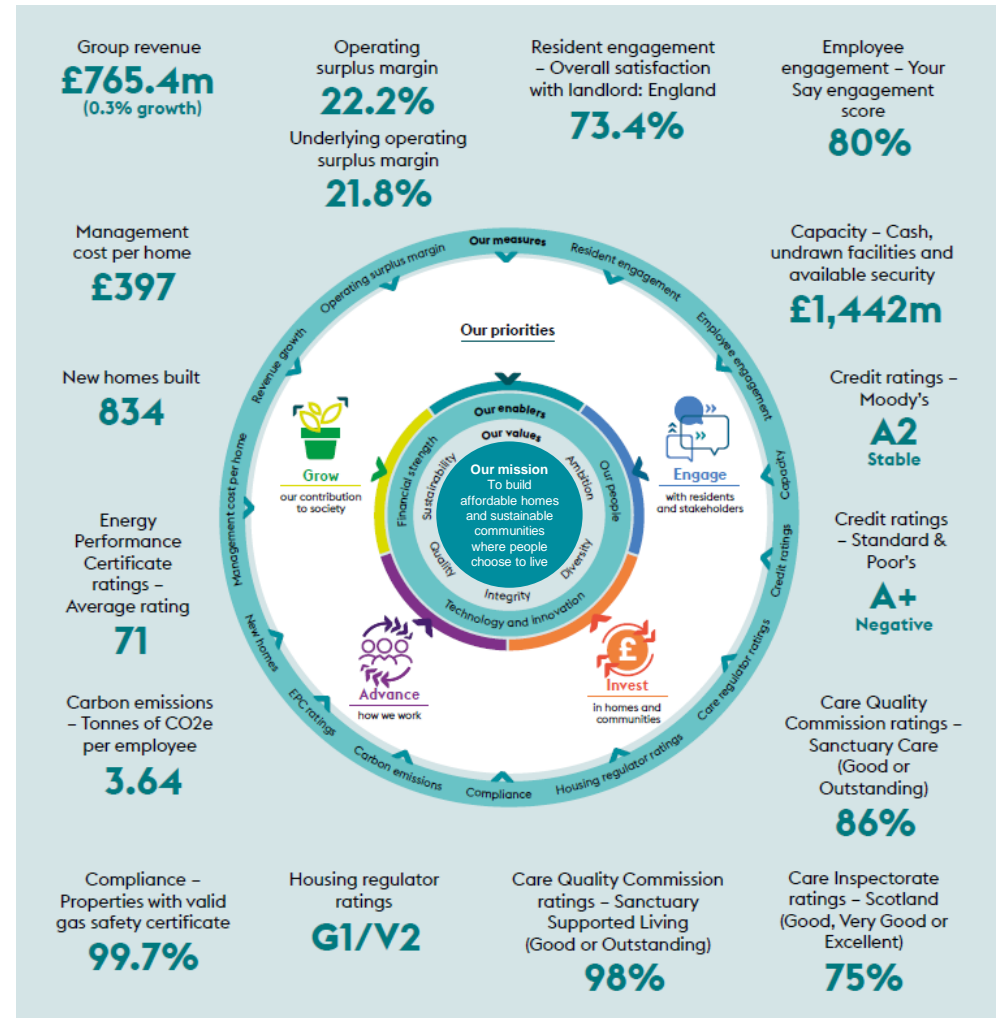 Group revenue
£765.4m
(0.3% growth)
Operating
surplus margin
22.2%
Underlying operating
surplus margin
21.8%
Resident engagement
– Overall satisfaction
with landlord: England
73.4%
Employee
engagement – Your
Say engagement
score
80%
Management
cost per home
£397
Capacity – Cash,
undrawn facilities and
available security
£1,442m
New homes built
834
Credit ratings –
Moody's
A2
Stable
Energy
Performance
Certificate
ratings –
Average rating
71
Credit ratings
– Standard &
Poor's
A+
Negative
Carbon emissions
– Tonnes of CO2e
per employee
3.64
Care Quality
Commission ratings –
Sanctuary Care
(Good or
Outstanding)
86%
Compliance –
Properties with valid
gas safety certificate
99.7%
Housing regulator
ratings
G1/V2
Care Quality Commission
ratings – Sanctuary
Supported Living
(Good or Outstanding)
98%
Care Inspectorate
ratings – Scotland
(Good, Very Good or
Excellent)
75%
Our measures
Resident engagement
Employee engagement
Capacity
Credit ratings
Care regulator ratings
Housing regulator ratings
Compliance
Carbon emissions
EPC ratings
New homes
Management cost per home
Revenue growth
Operating surplus margin
Our priorities
Grow
our contribution
to society
Engage
with residents
and stakeholders
Advance
how we work
£
Invest
in homes and
communities
Our enablers
Our people
Technology and innovation
Financial strength
Our values
Ambition
Diversity
Integrity
Quality
Sustainability
Our mission
To build
affordable homes
and sustainable
communities
where people
choose to live